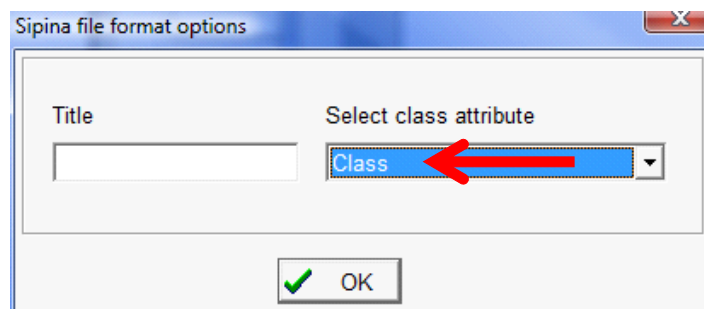 Sipina file format options
Title
Select class attribute
Class
OK